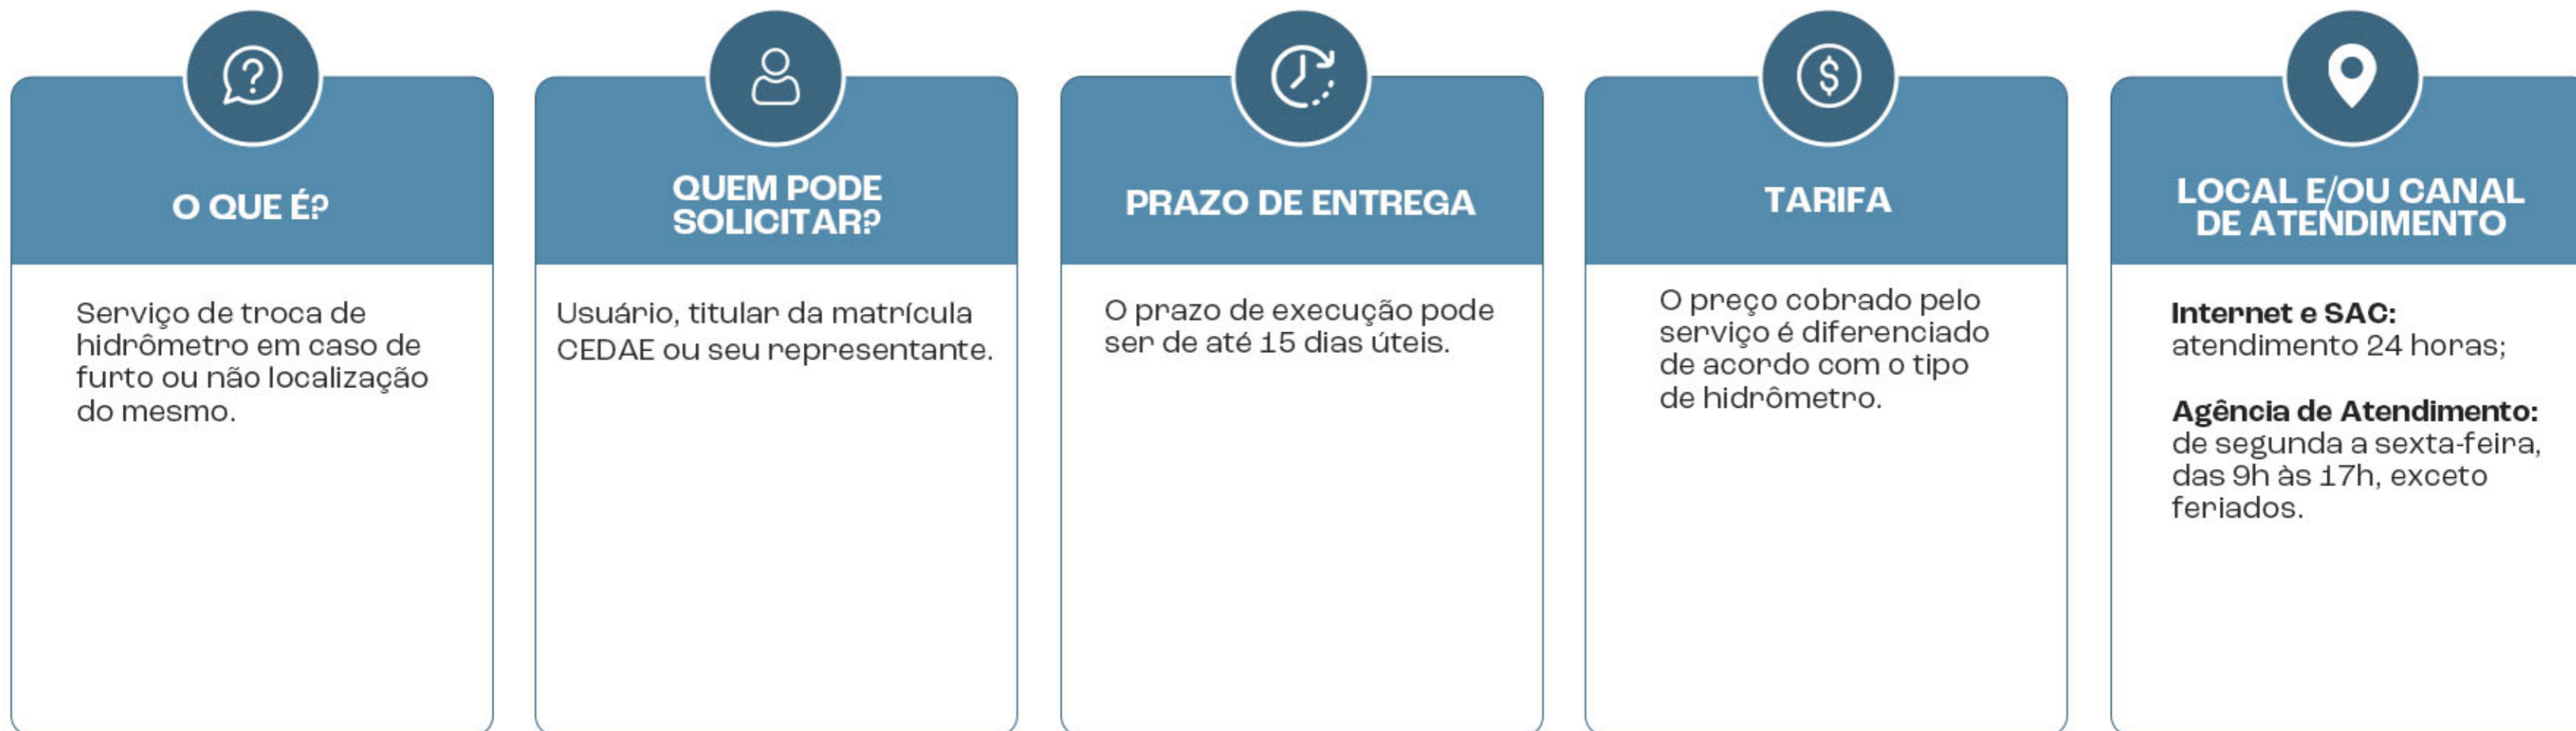 O QUE É?
Serviço de troca de
hidrômetro em caso de
furto ou não localização
do mesmo.
QUEM PODE
SOLICITAR?
Usuário, titular da matrícula
CEDAE ou seu representante.
PRAZO DE ENTREGA
O prazo de execução pode
ser de até 15 dias úteis.
TARIFA
O preço cobrado pelo
serviço é diferenciado
de acordo com o tipo
de hidrômetro.
LOCAL E/OU CANAL
DE ATENDIMENTO
Internet e SAC:
atendimento 24 horas;
Agência de Atendimento:
de segunda a sexta-feira,
das 9h às 17h, exceto
feriados.